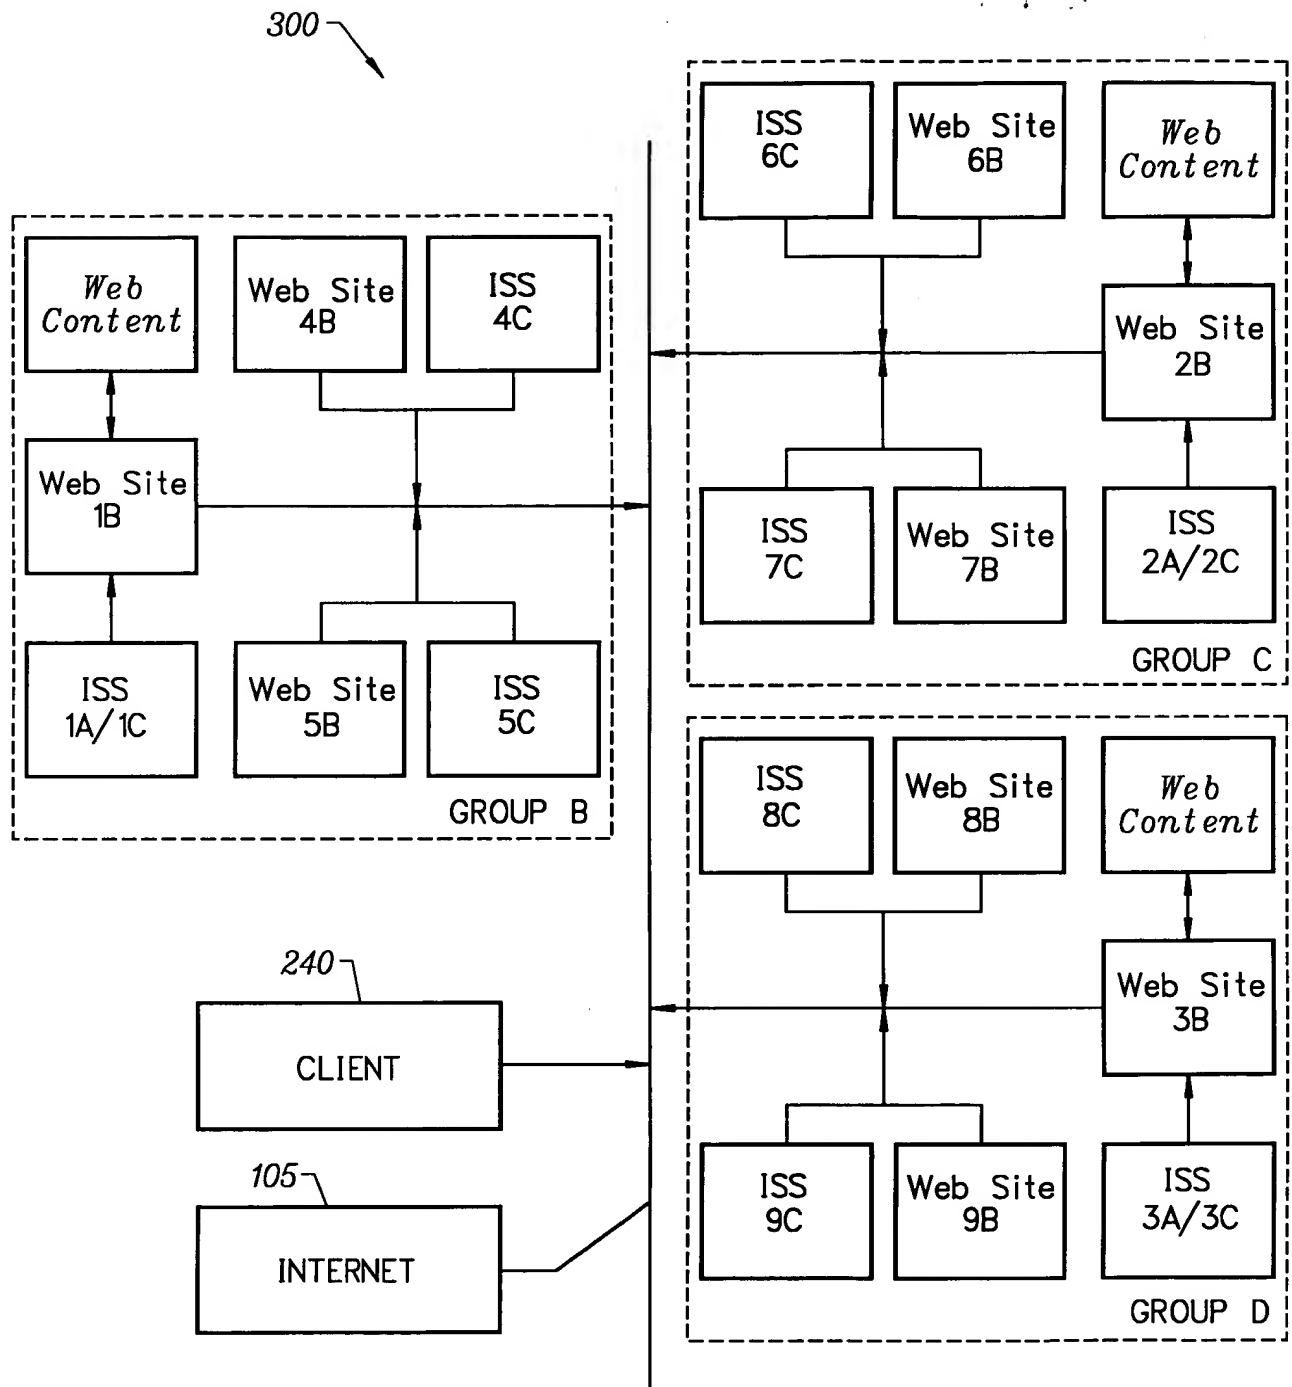 300
ISS
6C
Web Site
6B
Web
Content
Web Site
2B
ISS
7C
Web Site
7B
ISS
2A/2C
GROUP C
Web
Content
Web Site
4B
ISS
4C
Web Site
1B
ISS
1A/1C
Web Site
5B
ISS
5C
GROUP B
ISS
8C
Web Site
8B
Web
Content
Web Site
3B
ISS
9C
Web Site
9B
ISS
3A/3C
GROUP D
240
CLIENT
105
INTERNET